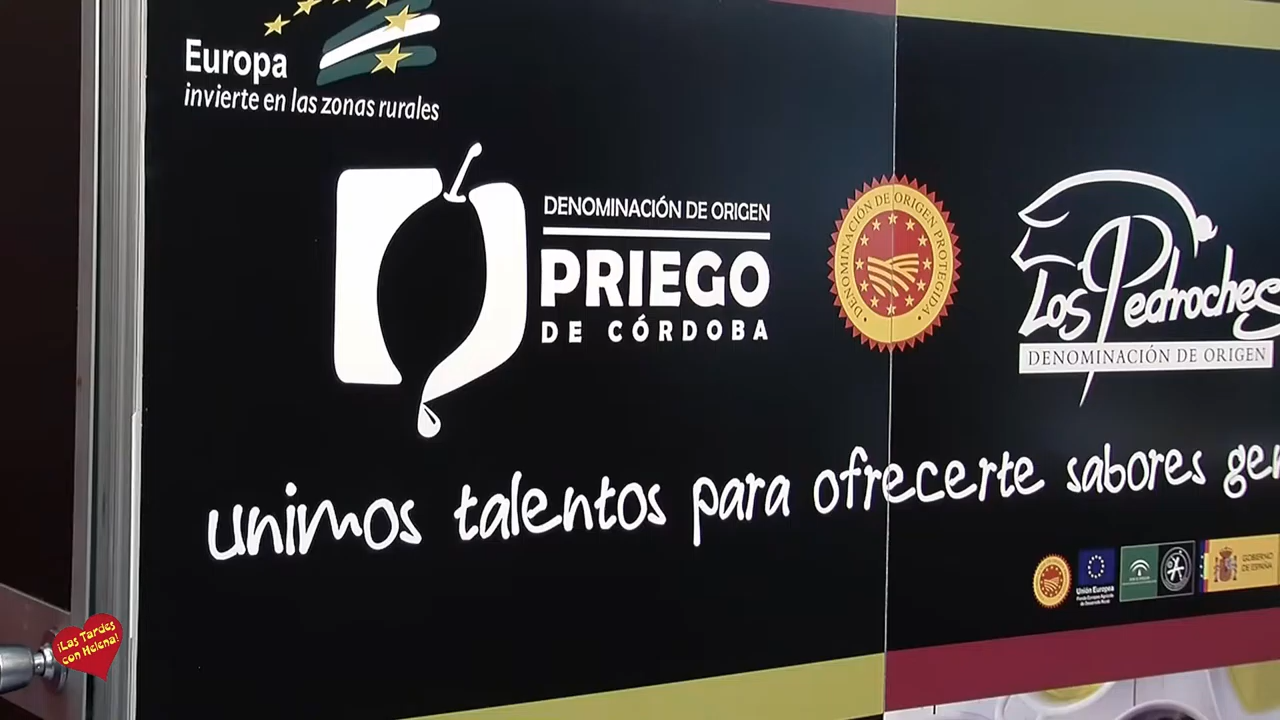 Europa
invierte en las zonas rurales
DENOMINACIÓN DE ORIGEN
PRIEGO
DE CÓRDOBA
DENOMINACIÓN DE ORIGEN PROTEGIDA
Los Pedroches
DENOMINACIÓN DE ORIGEN
unimos talentos para ofrecerte sabores
Unión Europea
GOBIERNO
DE ESPAÑA
¡Las Tardes
con Helena!